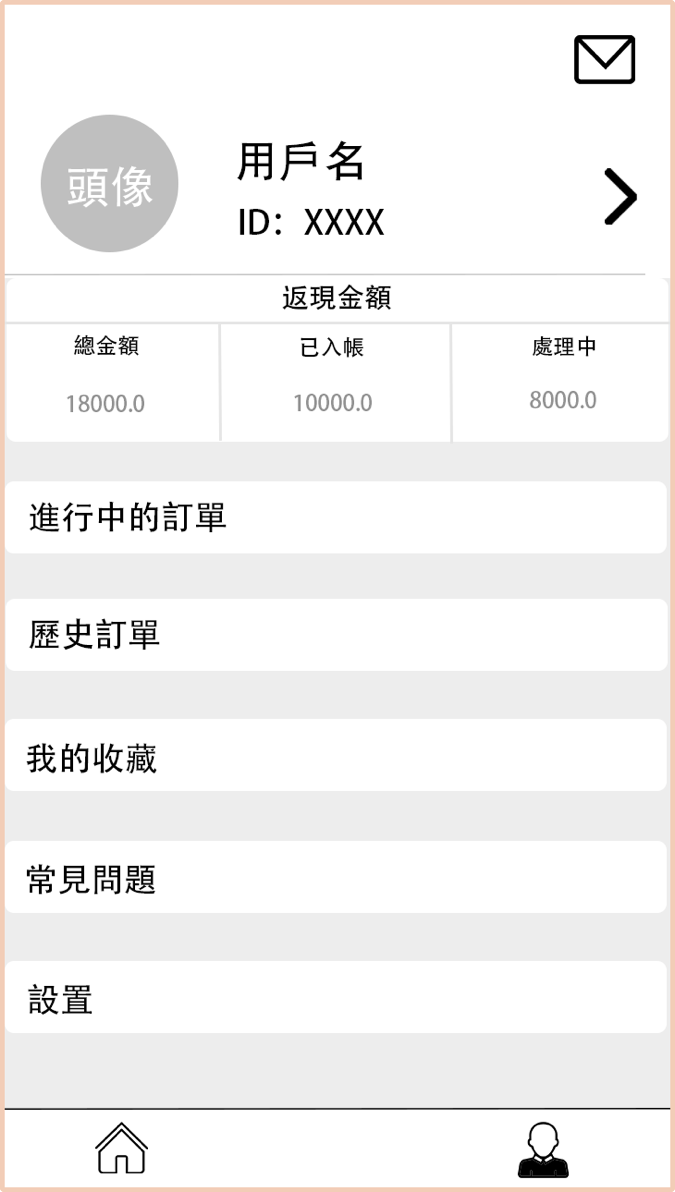 頭像
用戶名
ID：XXXX
返現金額
總金額
已入帳
處理中
18000.0
10000.0
8000.0
進行中的訂單
歷史訂單
我的收藏
常見問題
設置